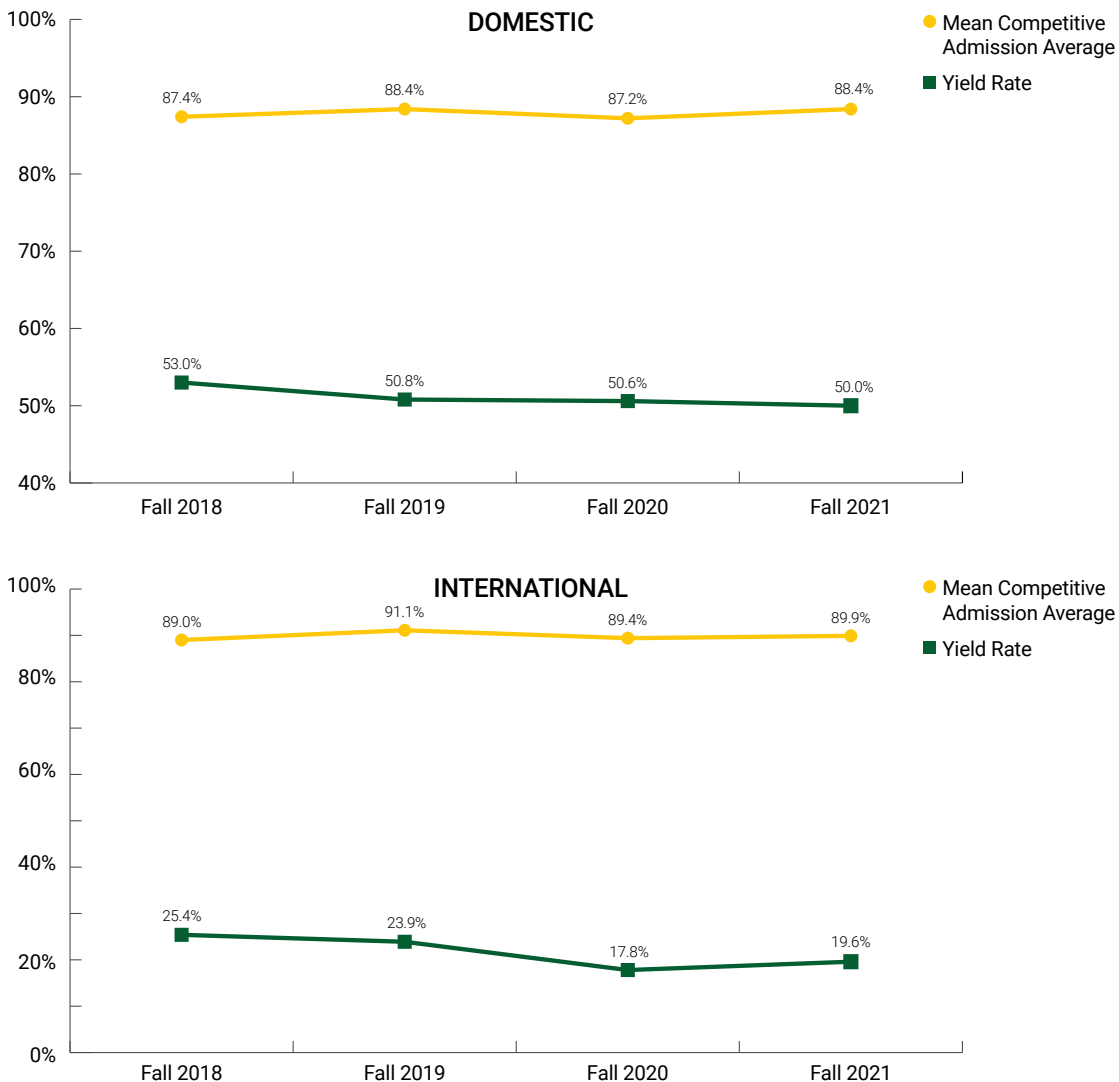 DOMESTIC
Mean Competitive
Admission Average
Yield Rate
100%
90%
80%
70%
60%
50%
40%
87.4%
88.4%
87.2%
88.4%
53.0%
50.8%
50.6%
50.0%
Fall 2018
Fall 2019
Fall 2020
Fall 2021
INTERNATIONAL
Mean Competitive
Admission Average
Yield Rate
100%
80%
60%
40%
20%
0%
89.0%
91.1%
89.4%
89.9%
25.4%
23.9%
17.8%
19.6%
Fall 2018
Fall 2019
Fall 2020
Fall 2021